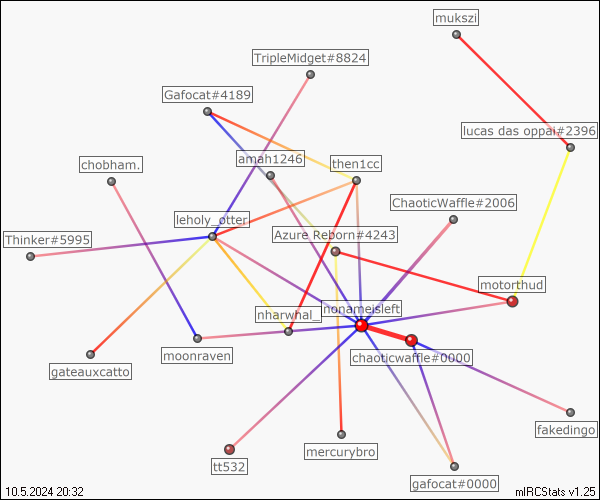 mukszi
TripleMidget#8824
Gafocat#4189
lucas das oppai#2396
amah1246
then1cc
chobham.
ChaoticWaffle#2006
leholy_otter
Thinker#5995
Azure Reborn#4243
motorthud
nharwhal_
nonameisleft
moonraven
chaoticwaffle#0000
gateauxcatto
fakedingo
mercurybro
tt532
gafocat#0000
10.5.2024 20:32
mIRCStats v1.25